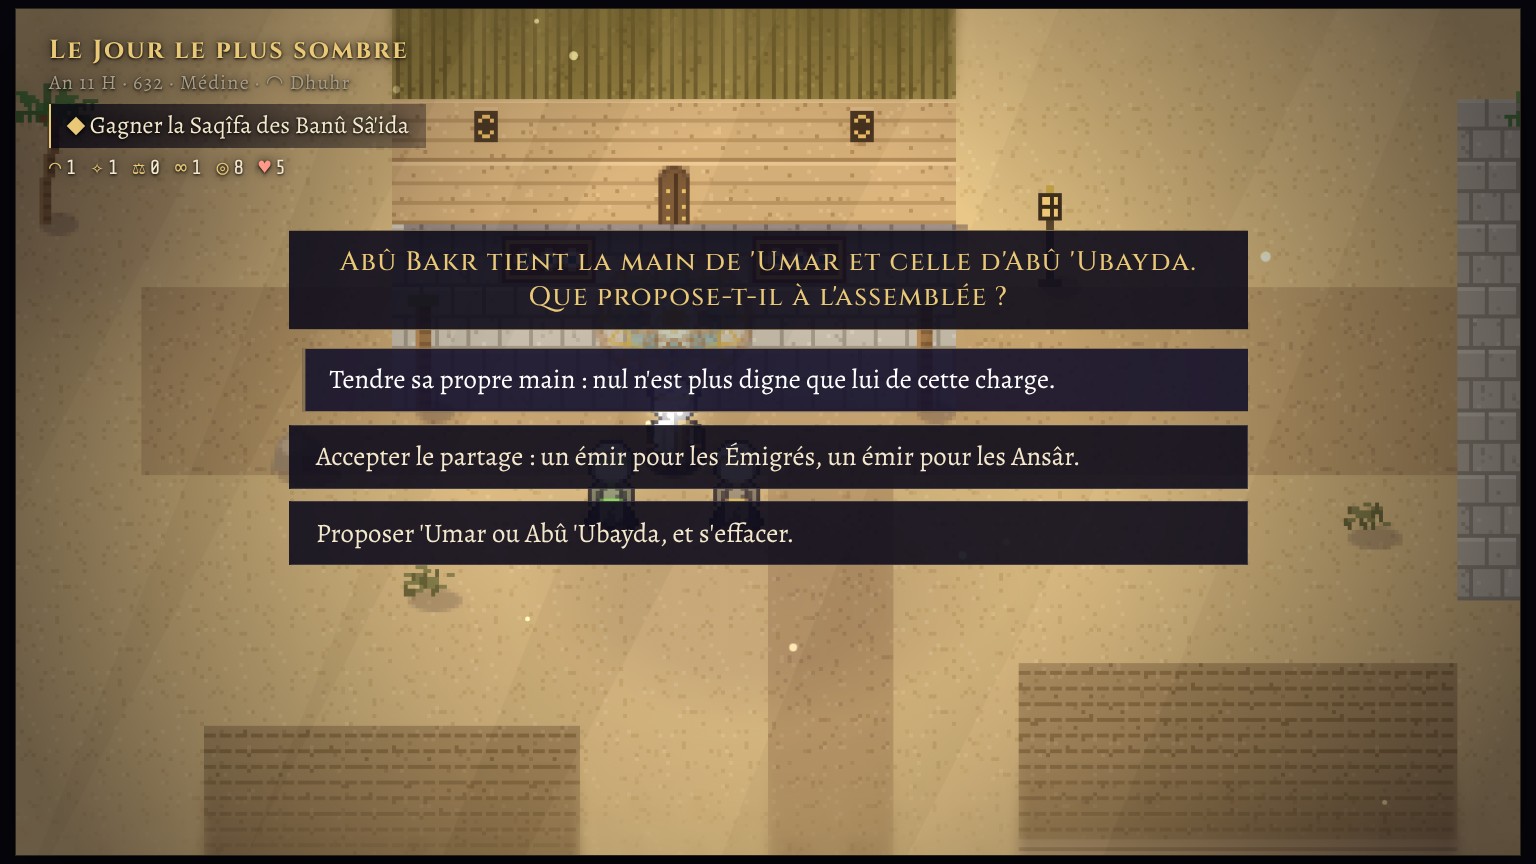 Le Jour le plus sombre
An 11 H · 632 · Médine · ◠ Dhuhr
◆ Gagner la Saqîfa des Banû Sâ'ida
◠1 ✧1 ⚖0 ∞1 ◎8 ♥5
Abû Bakr tient la main de 'Umar et celle d'Abû 'Ubayda.
Que propose-t-il à l'assemblée ?
Tendre sa propre main : nul n'est plus digne que lui de cette charge.
Accepter le partage : un émir pour les Émigrés, un émir pour les Ansâr.
Proposer 'Umar ou Abû 'Ubayda, et s'effacer.